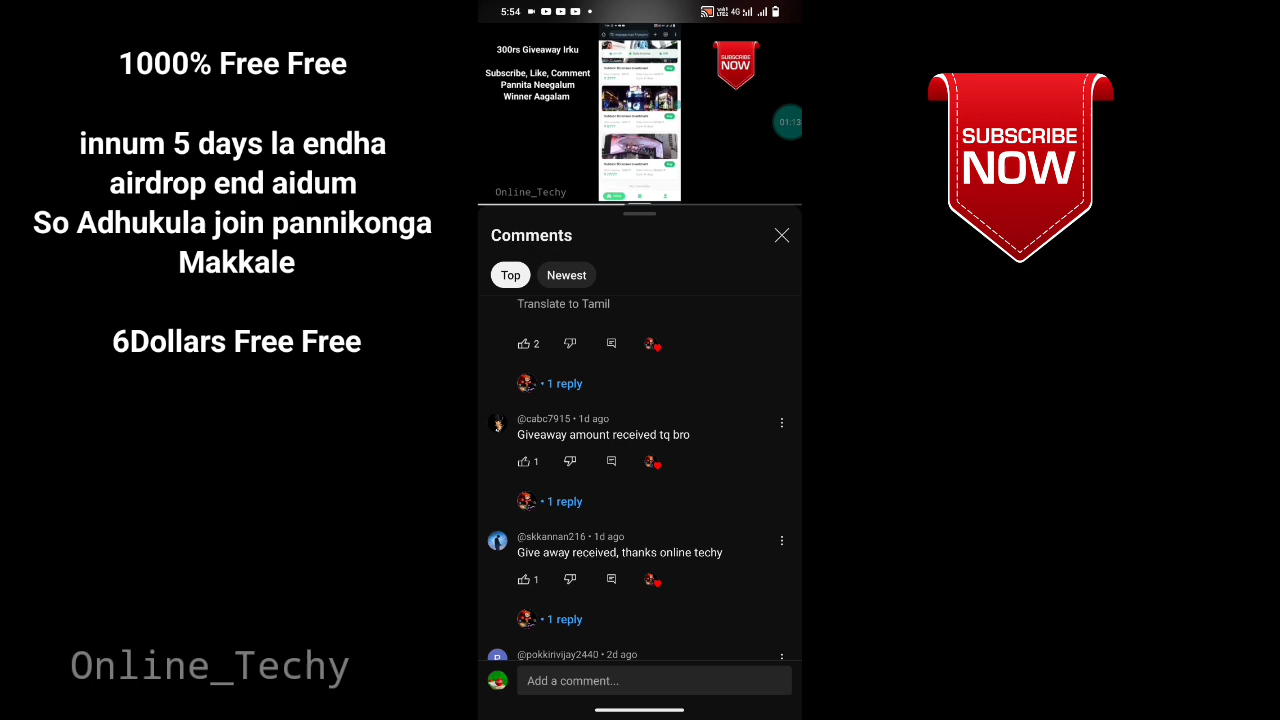 1000% Free Free
innum 5 days la endha
airdrop end aidum
So Adhukula join pannikonga
Makkale
6Dollars Free Free
Online_Techy
5:54
4G
300rs Giveaway Irku
Subscribe, Like, Comment
Pannita Neegalum
Winner Aagalam
Online_Techy
SUBSCRIBE
NOW
01:13
Comments
Top
Newest
Translate to Tamil
2
• 1 reply
@cabc7915 • 1d ago
Giveaway amount received tq bro
1
• 1 reply
@skkannan216 • 1d ago
Give away received, thanks online techy
1
• 1 reply
P
@pokkirivijay2440 • 2d ago
Add a comment...
SUBSCRIBE
NOW